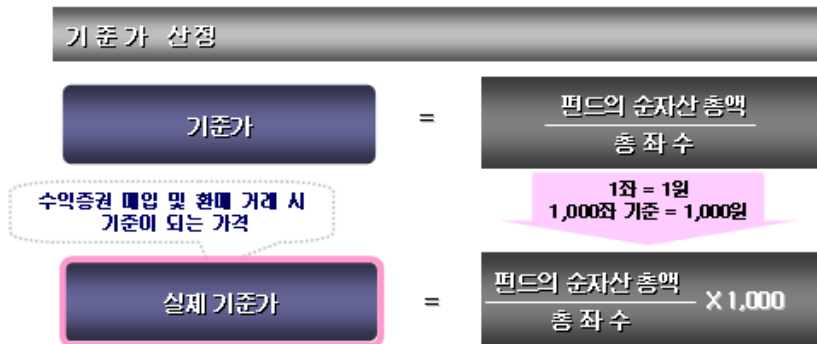 기 준 가 산정
기준가
=
펀드의 순자산 총액
총 좌 수
수익증권 매입 및 환매 거래 시
기준이 되는 가격
1좌 = 1원
1,000좌 기준 = 1,000원
실제 기준가
=
펀드의 순자산 총액
총 좌 수
X 1,000